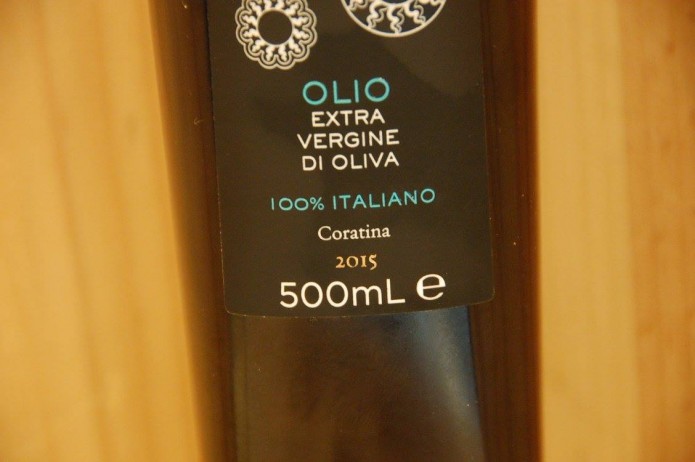 OLIO
EXTRA
VERGINE
DI OLIVA
100% ITALIANO
Coratina
2015
500mL ℮